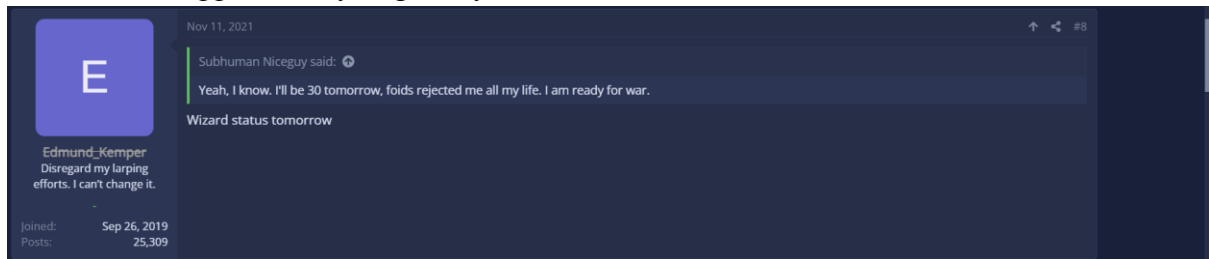 Nov 11, 2021
#8
E
Subhuman Niceguy said:
Yeah, I know. I'll be 30 tomorrow, foids rejected me all my life. I am ready for war.
Wizard status tomorrow
Edmund_Kemper
Disregard my larping
efforts. I can't change it.
-
Joined: Sep 26, 2019
Posts: 25,309